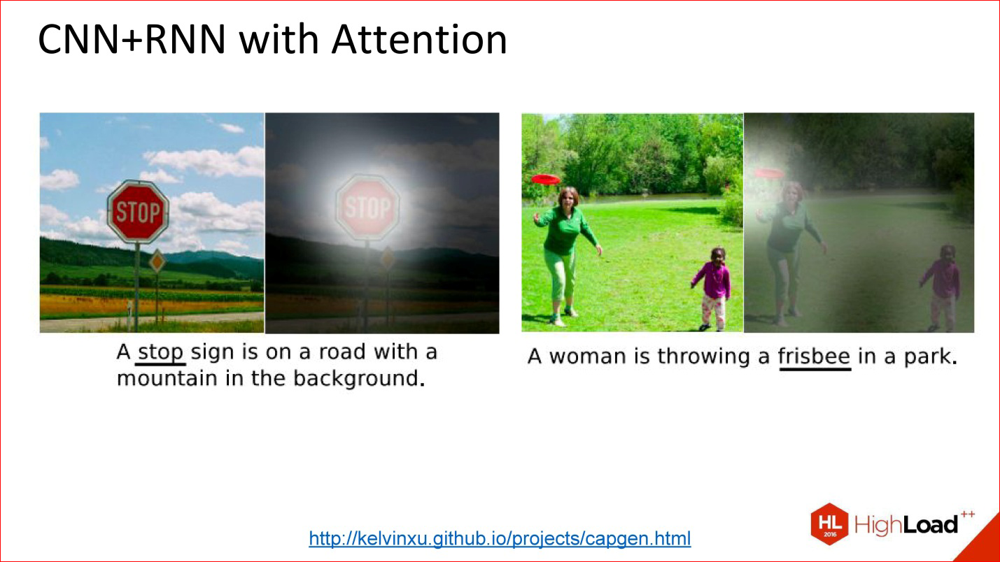 CNN+RNN with Attention
STOP
STOP
A stop sign is on a road with a
mountain in the background.
A woman is throwing a frisbee in a park.
http://kelvinxu.github.io/projects/capgen.html
HL
2016
HighLoad++